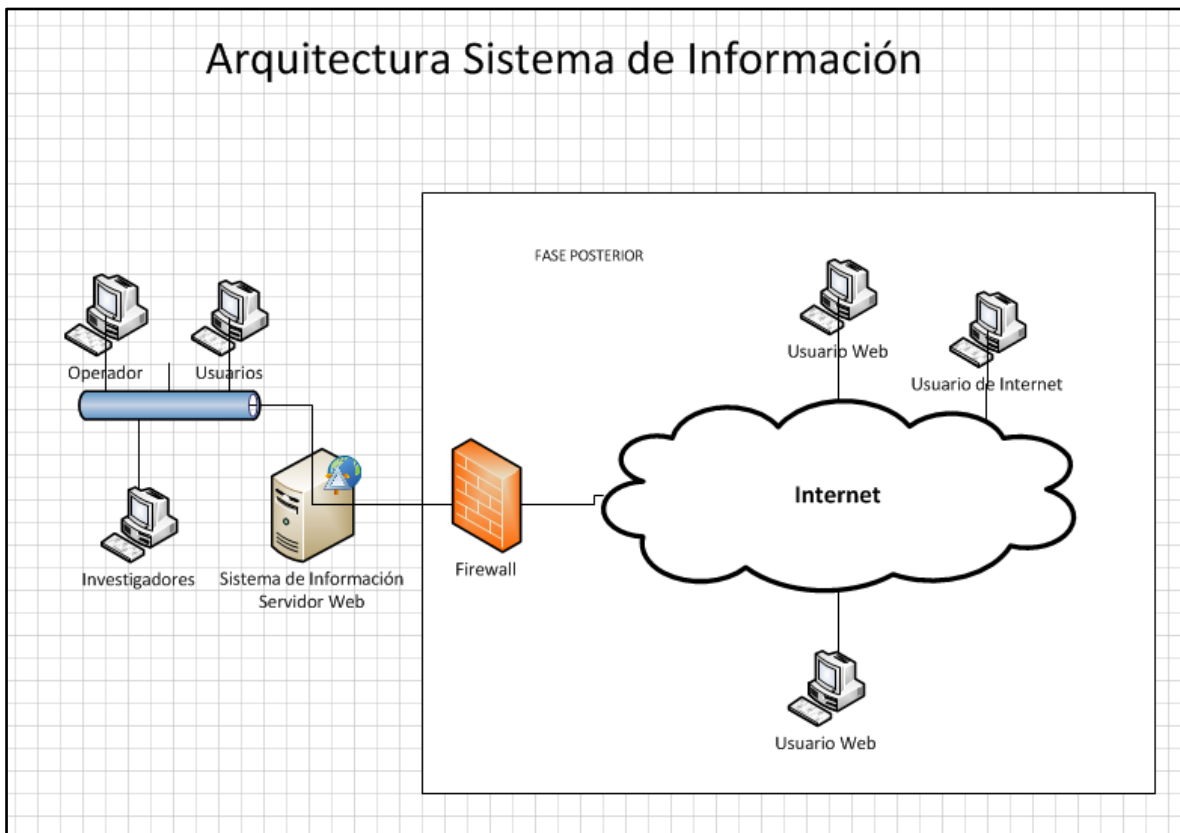 Arquitectura Sistema de Información
FASE POSTERIOR
Operador
Usuarios
Usuario Web
Usuario de Internet
Internet
Investigadores
Sistema de Información
Servidor Web
Firewall
Usuario Web